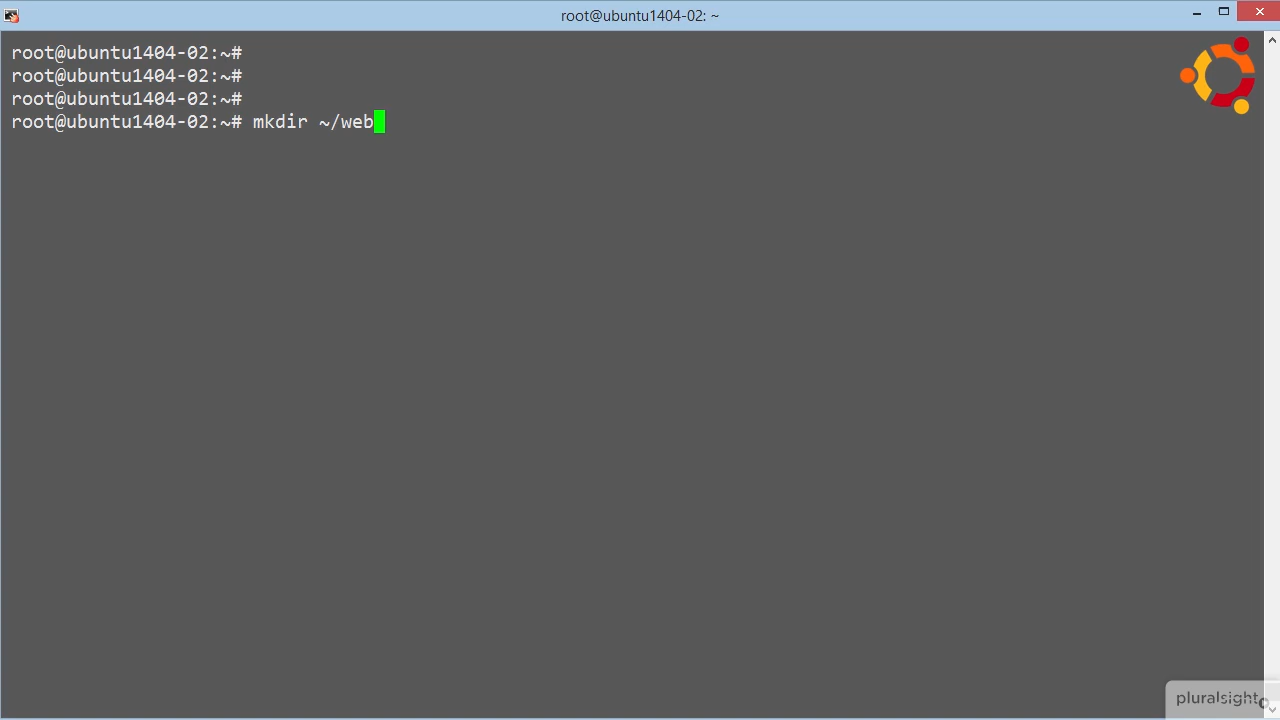 root@ubuntu1404-02: ~
root@ubuntu1404-02:~#
root@ubuntu1404-02:~#
root@ubuntu1404-02:~#
root@ubuntu1404-02:~# mkdir ~/web
pluralsight